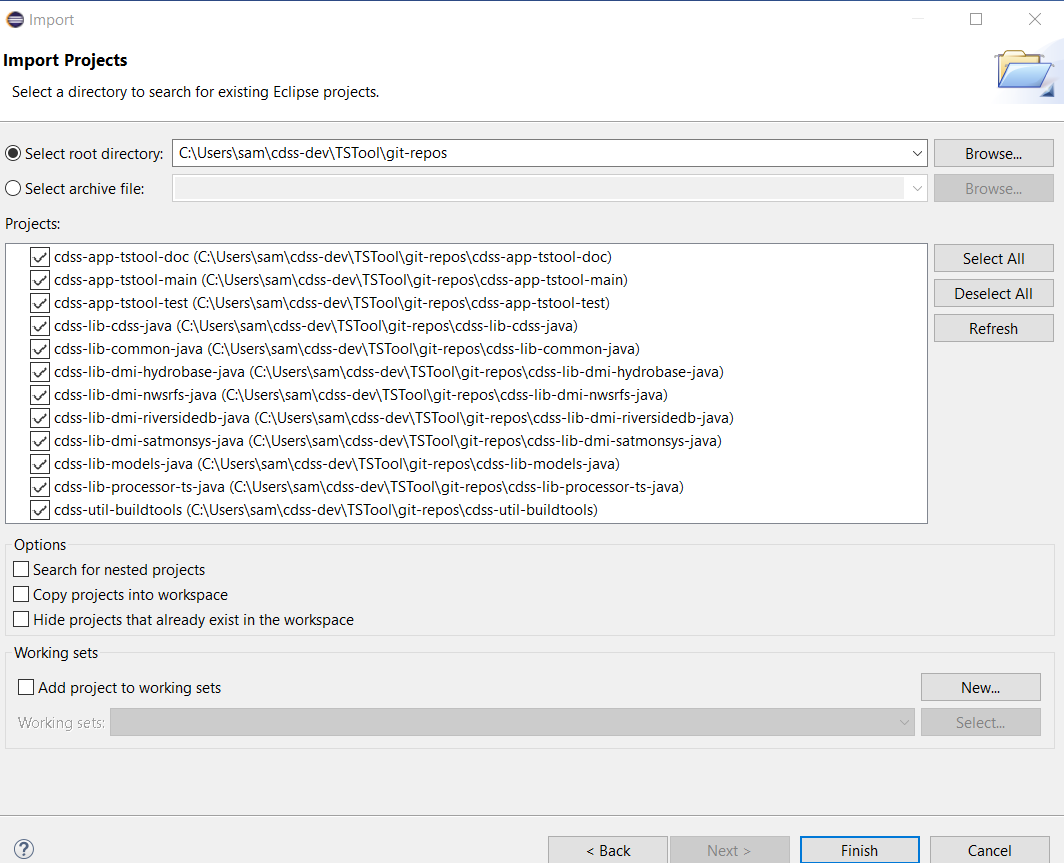 Import
Import Projects
Select a directory to search for existing Eclipse projects.
Select root directory: C:\Users\sam\cdss-dev\TSTool\git-repos Browse...
Select archive file: Browse...
Projects:
cdss-app-tstool-doc (C:\Users\sam\cdss-dev\TSTool\git-repos\cdss-app-tstool-doc)
cdss-app-tstool-main (C:\Users\sam\cdss-dev\TSTool\git-repos\cdss-app-tstool-main)
cdss-app-tstool-test (C:\Users\sam\cdss-dev\TSTool\git-repos\cdss-app-tstool-test)
cdss-lib-cdss-java (C:\Users\sam\cdss-dev\TSTool\git-repos\cdss-lib-cdss-java)
cdss-lib-common-java (C:\Users\sam\cdss-dev\TSTool\git-repos\cdss-lib-common-java)
cdss-lib-dmi-hydrobase-java (C:\Users\sam\cdss-dev\TSTool\git-repos\cdss-lib-dmi-hydrobase-java)
cdss-lib-dmi-nwsrfs-java (C:\Users\sam\cdss-dev\TSTool\git-repos\cdss-lib-dmi-nwsrfs-java)
cdss-lib-dmi-riversidedb-java (C:\Users\sam\cdss-dev\TSTool\git-repos\cdss-lib-dmi-riversidedb-java)
cdss-lib-dmi-satmonsys-java (C:\Users\sam\cdss-dev\TSTool\git-repos\cdss-lib-dmi-satmonsys-java)
cdss-lib-models-java (C:\Users\sam\cdss-dev\TSTool\git-repos\cdss-lib-models-java)
cdss-lib-processor-ts-java (C:\Users\sam\cdss-dev\TSTool\git-repos\cdss-lib-processor-ts-java)
cdss-util-buildtools (C:\Users\sam\cdss-dev\TSTool\git-repos\cdss-util-buildtools)
Select All
Deselect All
Refresh
Options
Search for nested projects
Copy projects into workspace
Hide projects that already exist in the workspace
Working sets
Add project to working sets New...
Working sets: Select...
? < Back Next > Finish Cancel